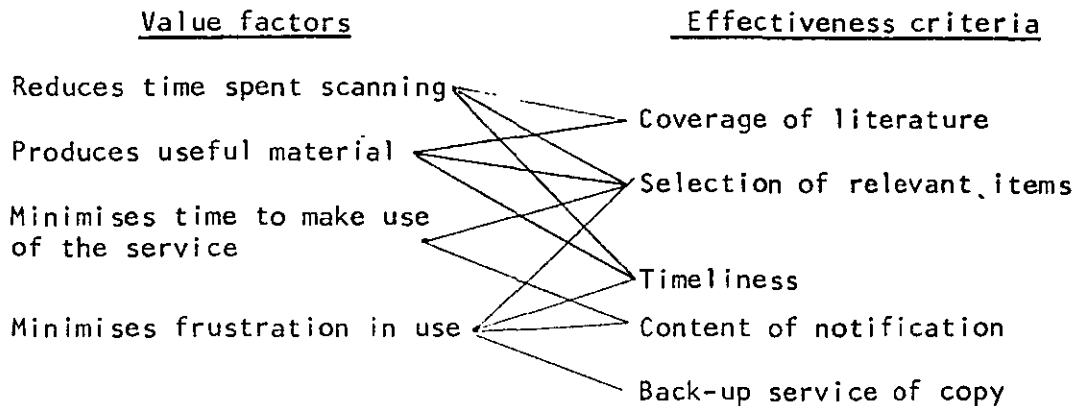 Value factors
Effectiveness criteria
Reduces time spent scanning
Coverage of literature
Produces useful material
Selection of relevant items
Minimises time to make use
of the service
Timeliness
Minimises frustration in use
Content of notification
Back-up service of copy